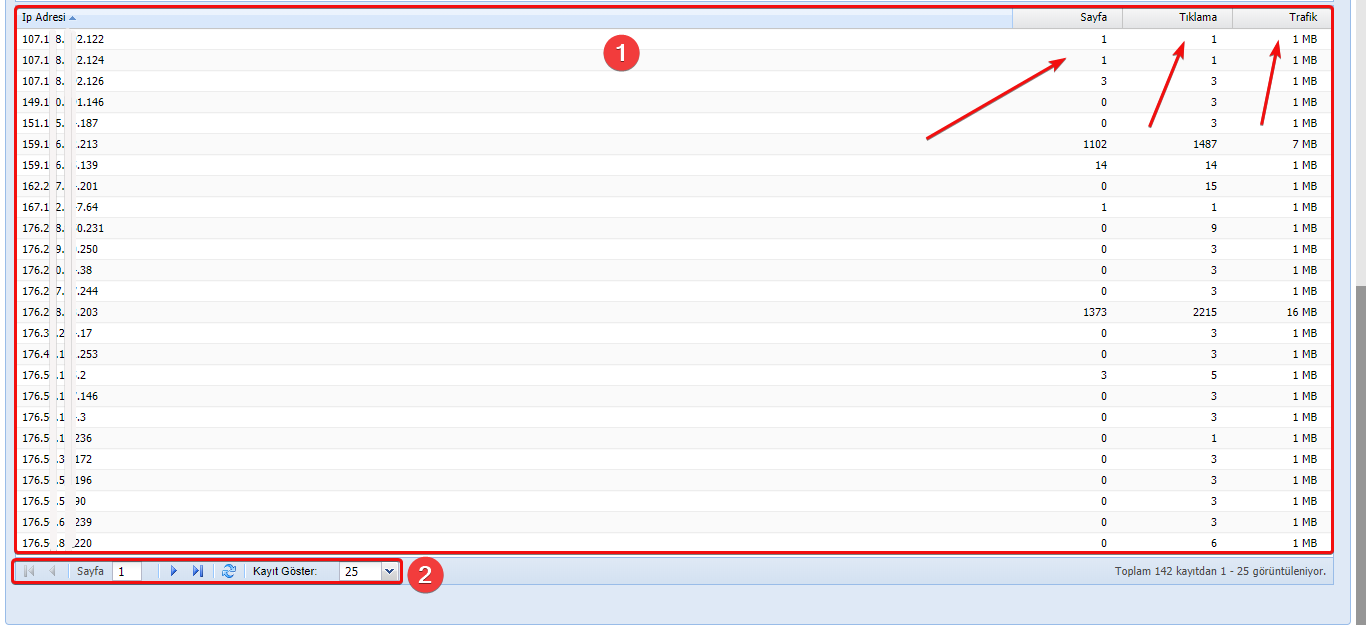 Ip Adresi Sayfa Tıklama Trafik
107.1 8. 2.122 1 1 1 MB
107.1 8. 2.124 1 1 1 MB
107.1 8. 2.126 3 3 1 MB
149.1 0. 1.146 0 3 1 MB
151.1 5. .187 0 3 1 MB
159.1 6. .213 1102 1487 7 MB
159.1 6. .139 14 14 1 MB
162.2 7. .201 0 15 1 MB
167.1 2. 7.64 1 1 1 MB
176.2 8. 0.231 0 9 1 MB
176.2 9. .250 0 3 1 MB
176.2 0. .38 0 3 1 MB
176.2 7. .244 0 3 1 MB
176.2 8. .203 1373 2215 16 MB
176.3 .2 .17 0 3 1 MB
176.4 .1 .253 0 3 1 MB
176.5 .1 .2 3 5 1 MB
176.5 .1 .146 0 3 1 MB
176.5 .1 .3 0 3 1 MB
176.5 .1 236 0 1 1 MB
176.5 .3 172 0 3 1 MB
176.5 .5 196 0 3 1 MB
176.5 .5 90 0 3 1 MB
176.5 .6 239 0 3 1 MB
176.5 .8 220 0 6 1 MB
1
Sayfa 1 Kayıt Göster: 25 2 Toplam 142 kayıtdan 1 - 25 görüntüleniyor.